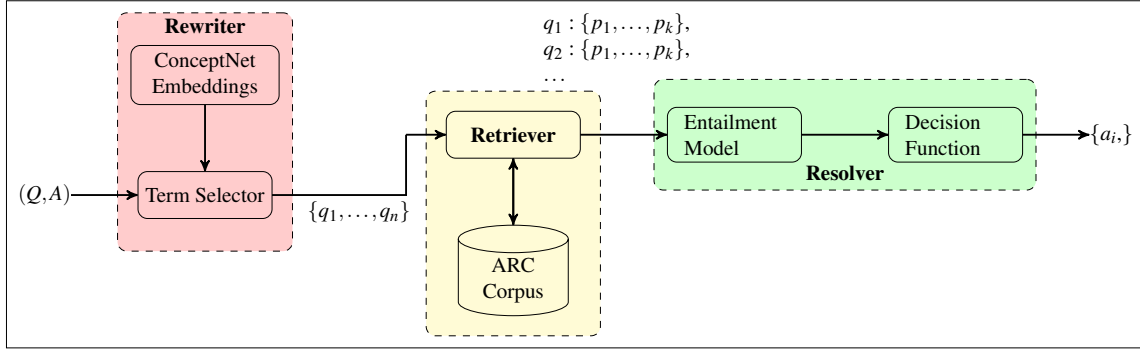 Rewriter
ConceptNet
Embeddings
(Q,A)
Term Selector
{q₁,…,qₙ}
q₁ : {p₁,…,pₖ},
q₂ : {p₁,…,pₖ},
…
Retriever
ARC
Corpus
Entailment
Model
Decision
Function
Resolver
{aᵢ,}